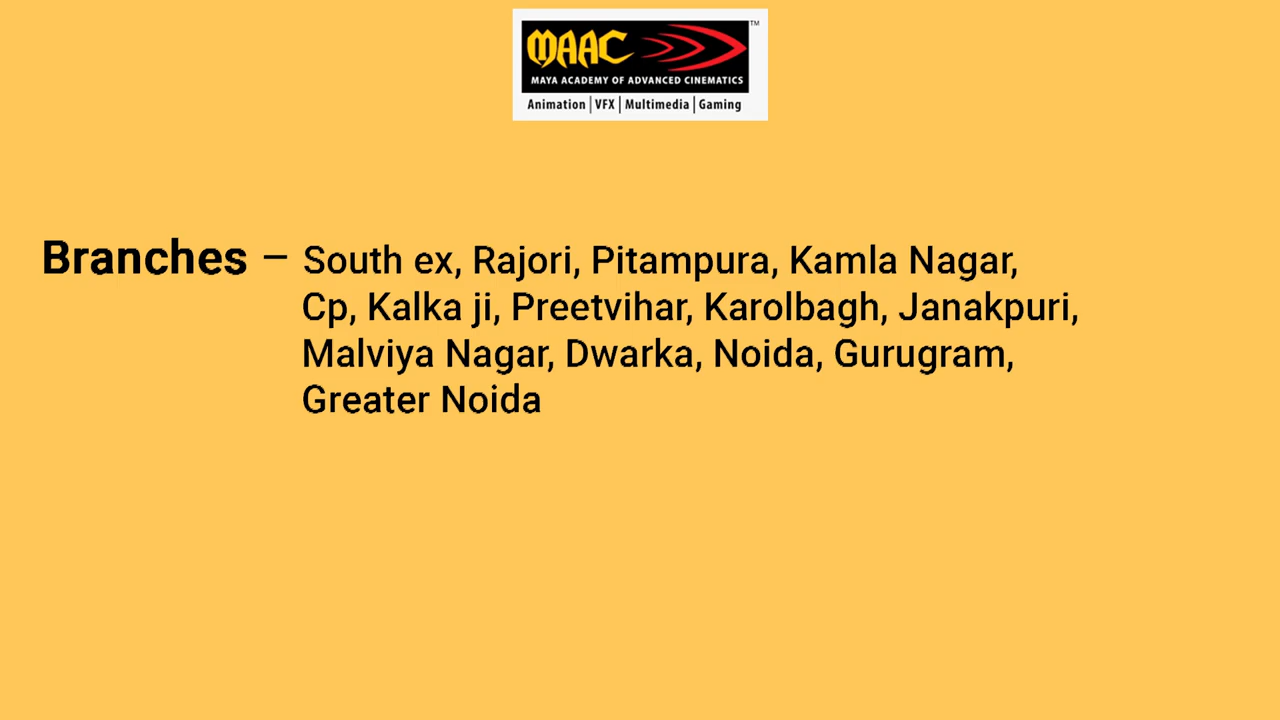 MAAC
TM
MAYA ACADEMY OF ADVANCED CINEMATICS
Animation | VFX | Multimedia | Gaming
Branches – South ex, Rajori, Pitampura, Kamla Nagar,
Cp, Kalka ji, Preetvihar, Karolbagh, Janakpuri,
Malviya Nagar, Dwarka, Noida, Gurugram,
Greater Noida